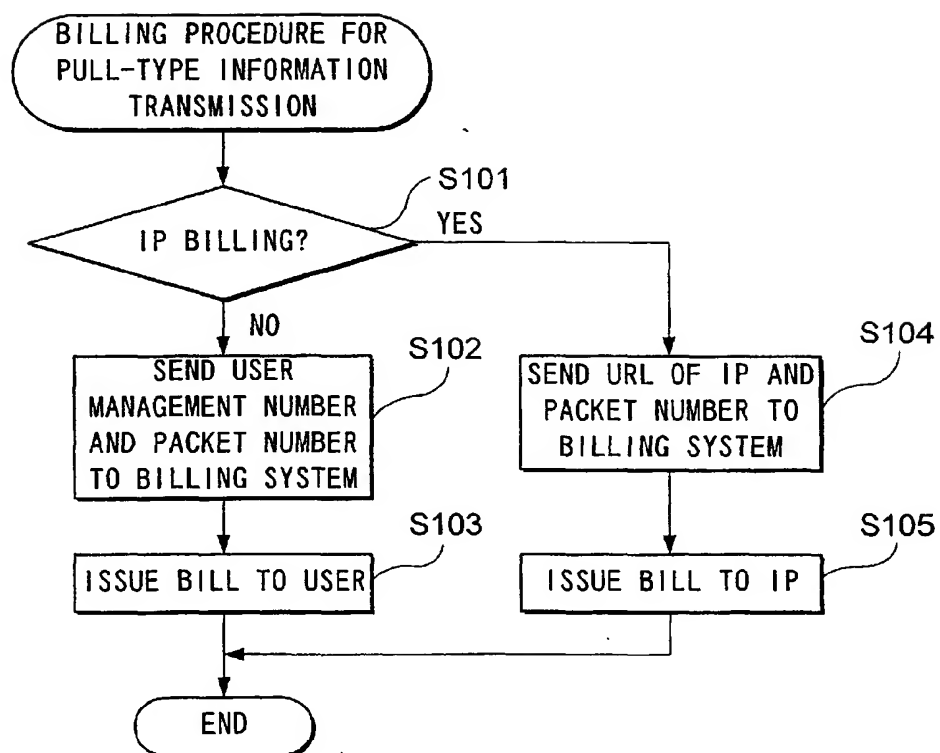 BILLING PROCEDURE FOR
PULL-TYPE INFORMATION
TRANSMISSION
S101
IP BILLING?
YES
NO
S102
SEND USER
MANAGEMENT NUMBER
AND PACKET NUMBER
TO BILLING SYSTEM
S104
SEND URL OF IP AND
PACKET NUMBER TO
BILLING SYSTEM
S103
ISSUE BILL TO USER
S105
ISSUE BILL TO IP
END